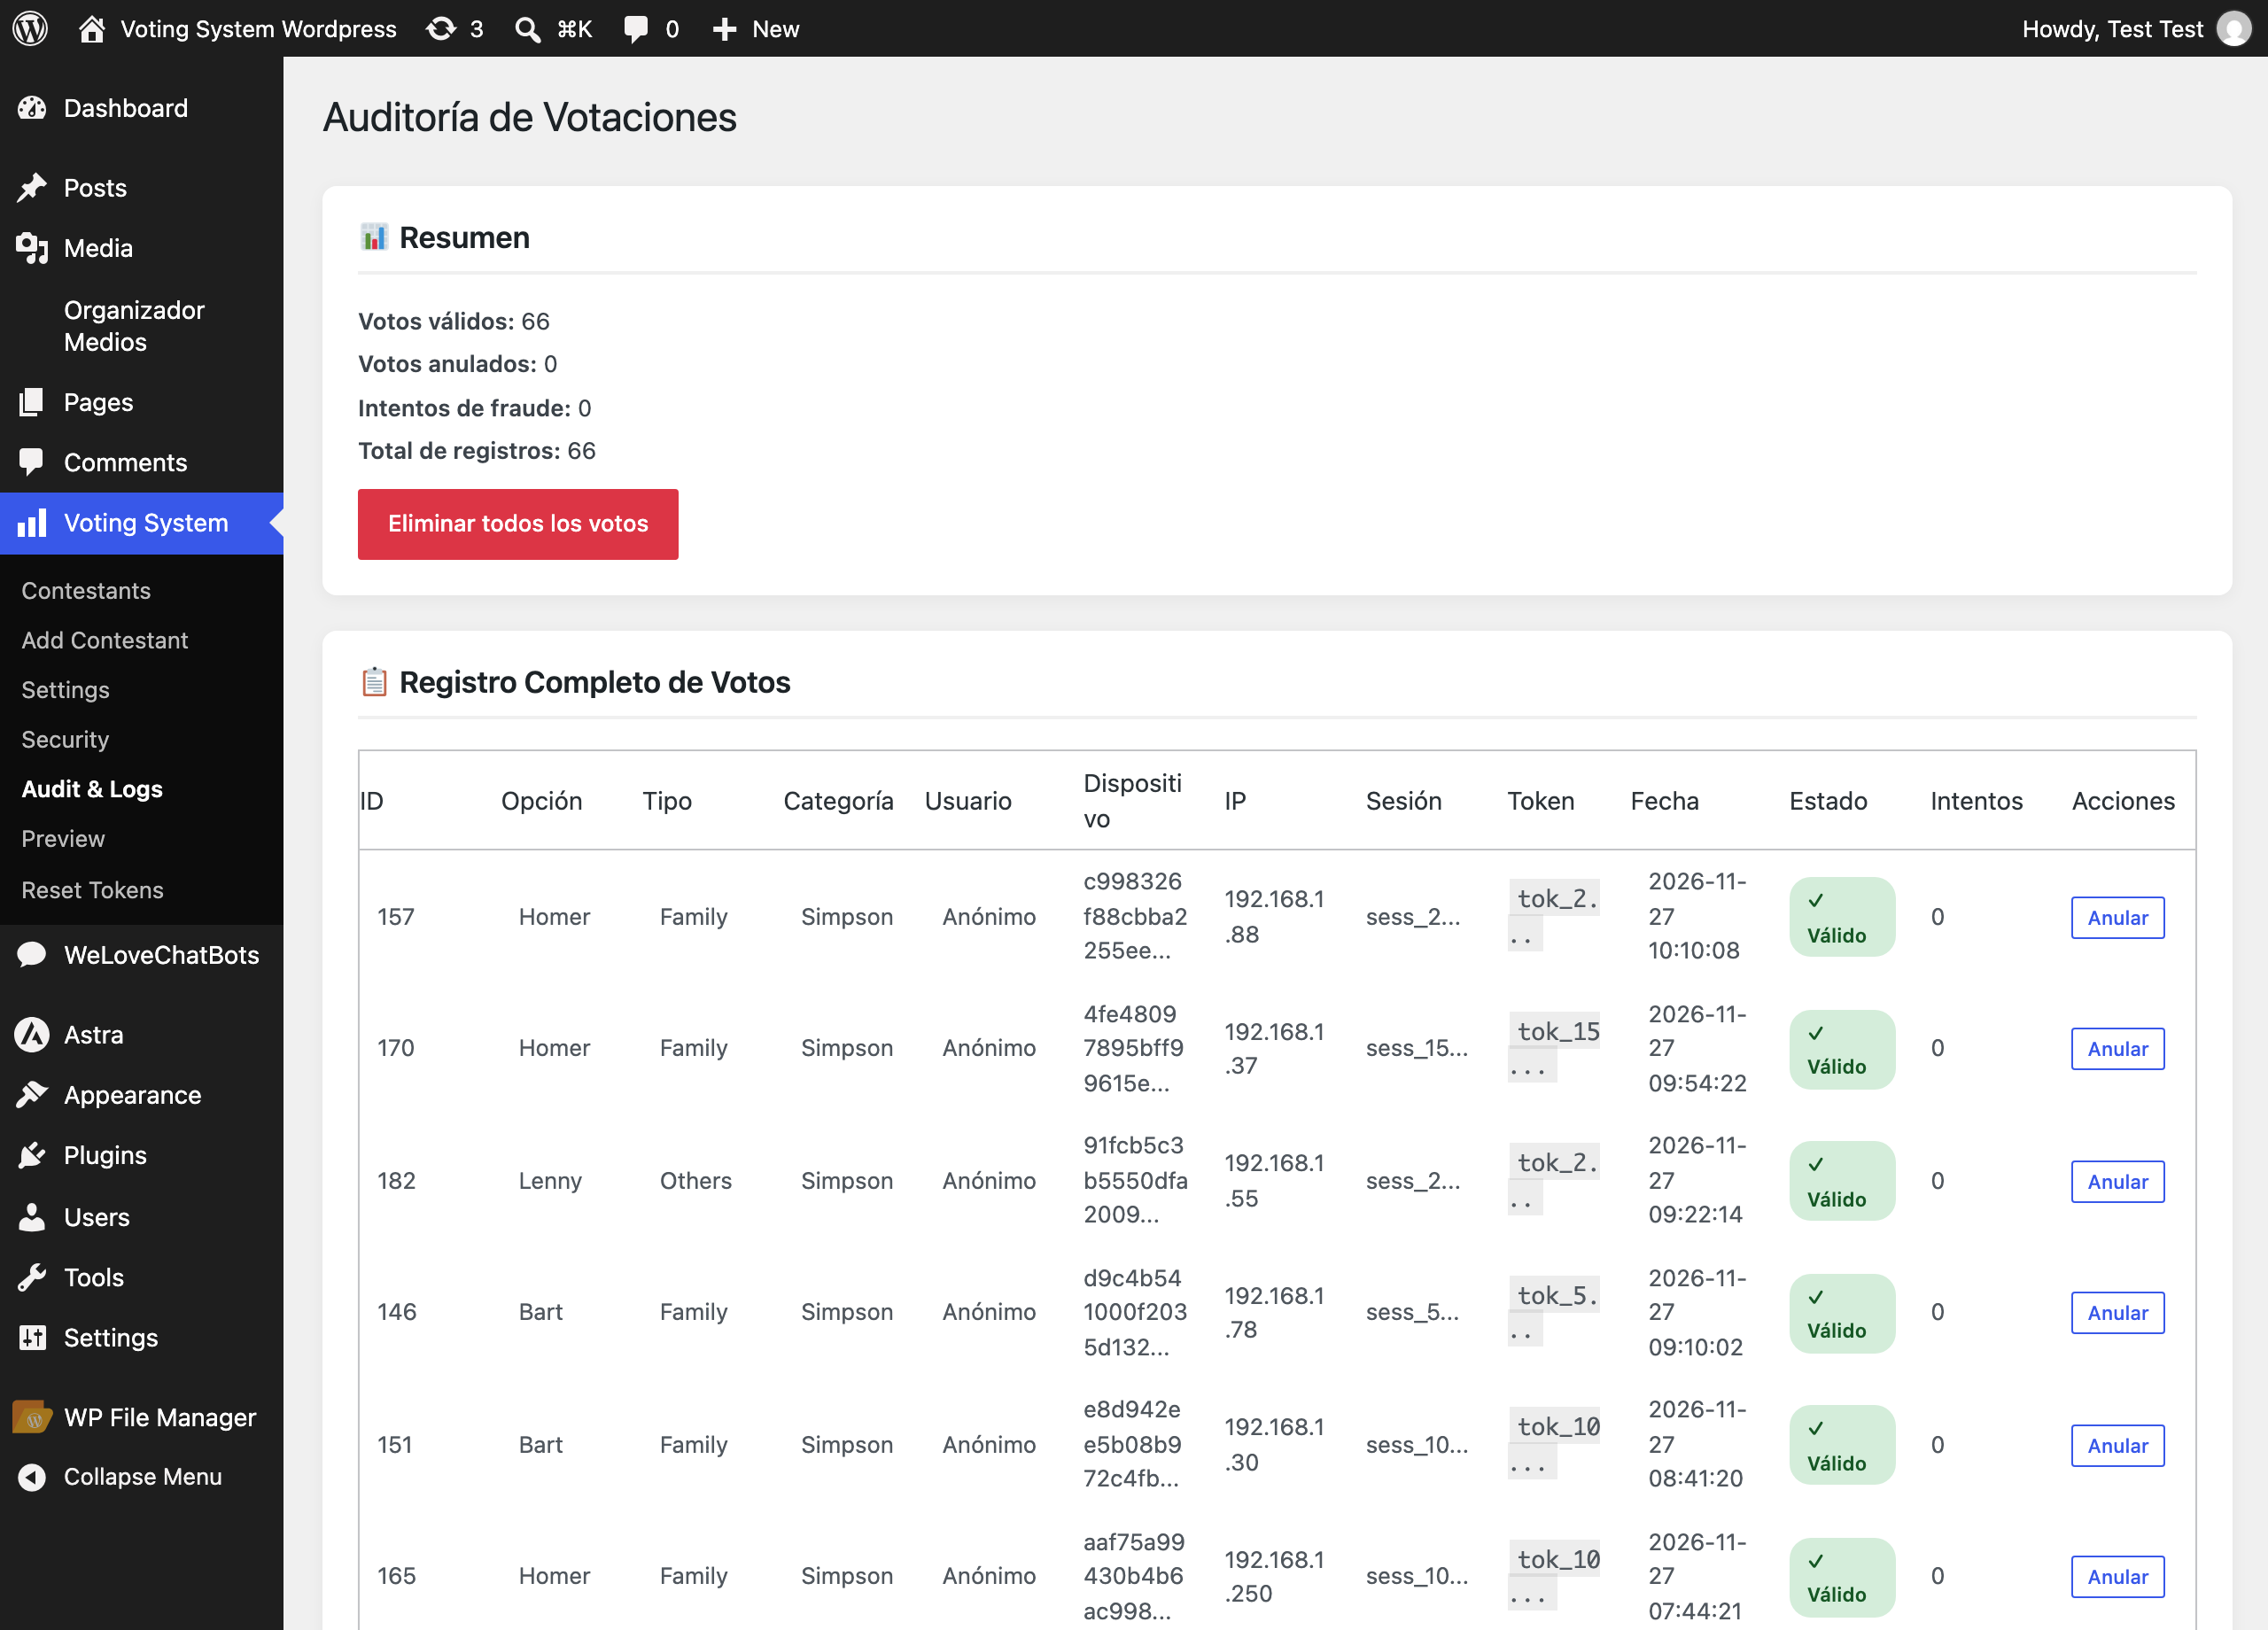 Voting System Wordpress 3 ⌘K 0 New
Howdy, Test Test
Dashboard
Posts
Media
Organizador
Medios
Pages
Comments
Voting System
Contestants
Add Contestant
Settings
Security
Audit & Logs
Preview
Reset Tokens
WeLoveChatBots
Astra
Appearance
Plugins
Users
Tools
Settings
WP File Manager
Collapse Menu
Auditoría de Votaciones
Resumen
Votos válidos: 66
Votos anulados: 0
Intentos de fraude: 0
Total de registros: 66
Eliminar todos los votos
Registro Completo de Votos
ID Opción Tipo Categoría Usuario Dispositi IP Sesión Token Fecha Estado Intentos Acciones
vo
157 Homer Family Simpson Anónimo c998326 192.168.1 sess_2... tok_2. 2026-11- ✓ 0 Anular
f88cbba2 .88 .. 27 Válido
255ee... 10:10:08
170 Homer Family Simpson Anónimo 4fe4809 192.168.1 sess_15... tok_15 2026-11- ✓ 0 Anular
7895bff9 .37 ... 27 Válido
9615e... 09:54:22
182 Lenny Others Simpson Anónimo 91fcb5c3 192.168.1 sess_2... tok_2. 2026-11- ✓ 0 Anular
b5550dfa .55 .. 27 Válido
2009... 09:22:14
146 Bart Family Simpson Anónimo d9c4b54 192.168.1 sess_5... tok_5. 2026-11- ✓ 0 Anular
1000f203 .78 .. 27 Válido
5d132... 09:10:02
151 Bart Family Simpson Anónimo e8d942e 192.168.1 sess_10... tok_10 2026-11- ✓ 0 Anular
e5b08b9 .30 ... 27 Válido
72c4fb... 08:41:20
165 Homer Family Simpson Anónimo aaf75a99 192.168.1 sess_10... tok_10 2026-11- ✓ 0 Anular
430b4b6 .250 ... 27 Válido
ac998... 07:44:21